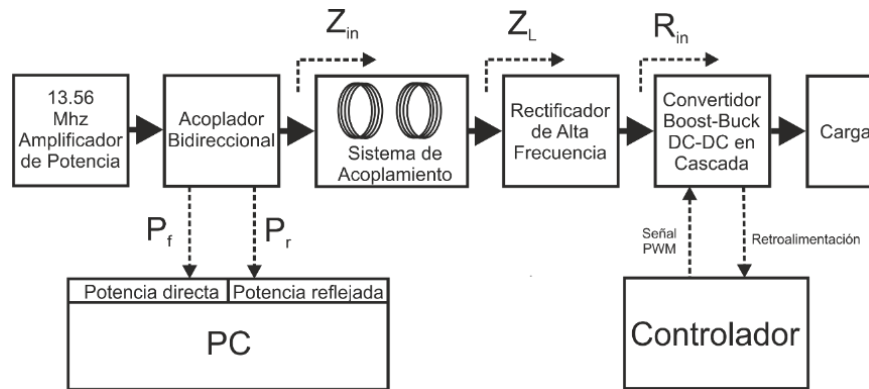 Z_in
Z_L
R_in
13.56
Mhz
Amplificador
de Potencia
Acoplador
Bidireccional
Sistema de
Acoplamiento
Rectificador
de Alta
Frecuencia
Convertidor
Boost-Buck
DC-DC en
Cascada
Carga
P_f
P_r
Señal
PWM
Retroalimentación
Potencia directa
Potencia reflejada
PC
Controlador